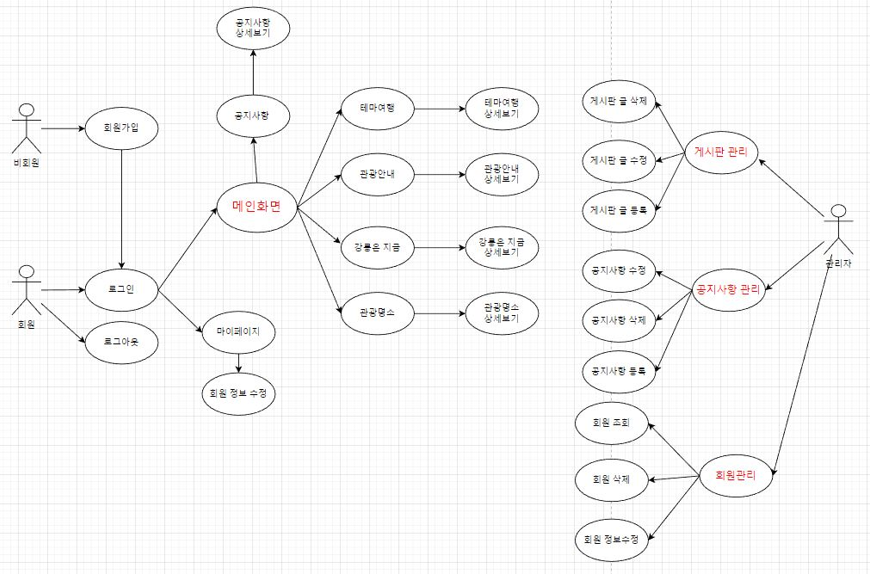 공지사항
상세보기
비회원
회원가입
공지사항
메인화면
테마여행
테마여행
상세보기
관광안내
관광안내
상세보기
강릉은 지금
강릉은 지금
상세보기
관광명소
관광명소
상세보기
회원
로그인
로그아웃
마이페이지
회원 정보 수정
게시판 글 삭제
게시판 글 수정
게시판 글 등록
게시판 관리
관리자
공지사항 수정
공지사항 삭제
공지사항 등록
공지사항 관리
회원 조회
회원 삭제
회원 정보수정
회원관리